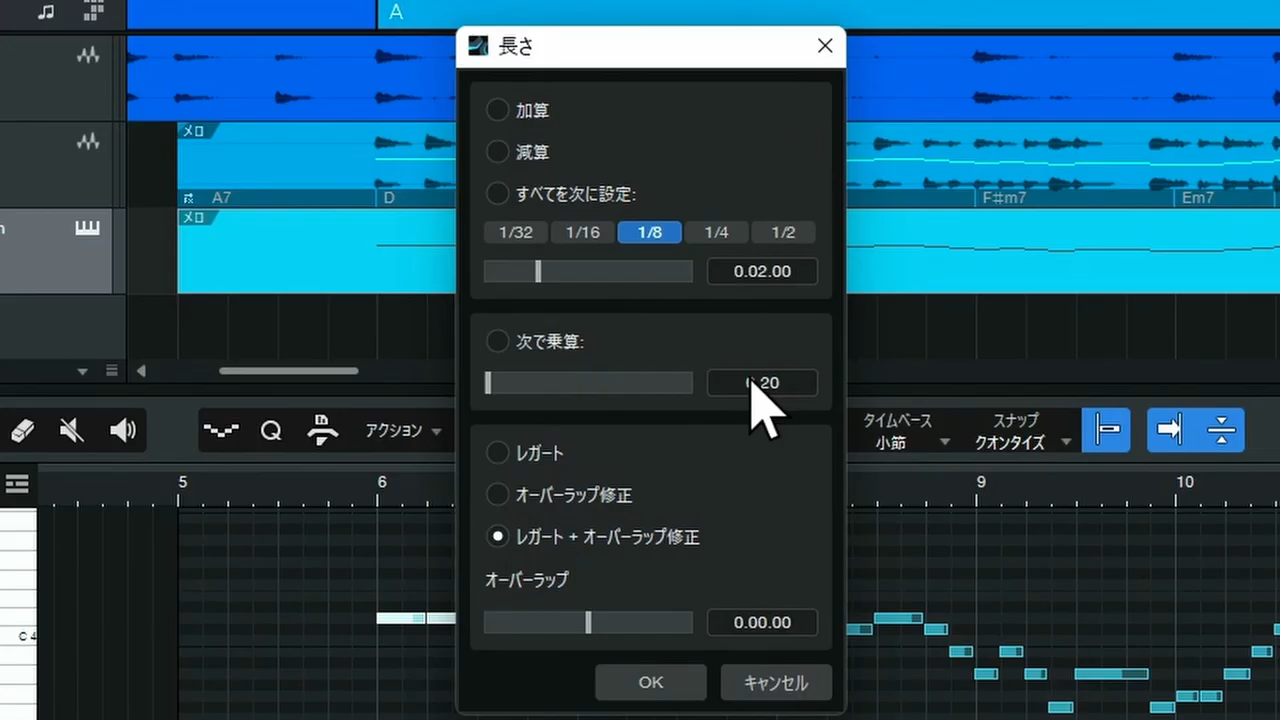 A
長さ
加算
減算
すべてを次に設定:
1/32 1/16 1/8 1/4 1/2
0.02.00
次で乗算:
レガート
オーバーラップ修正
レガート + オーバーラップ修正
オーバーラップ
0.00.00
OK キャンセル
メロ
A7 D F#m7 Em7
メロ
Q アクション タイムベース スナップ
小節 クオンタイズ
5 6 9 10
C 4